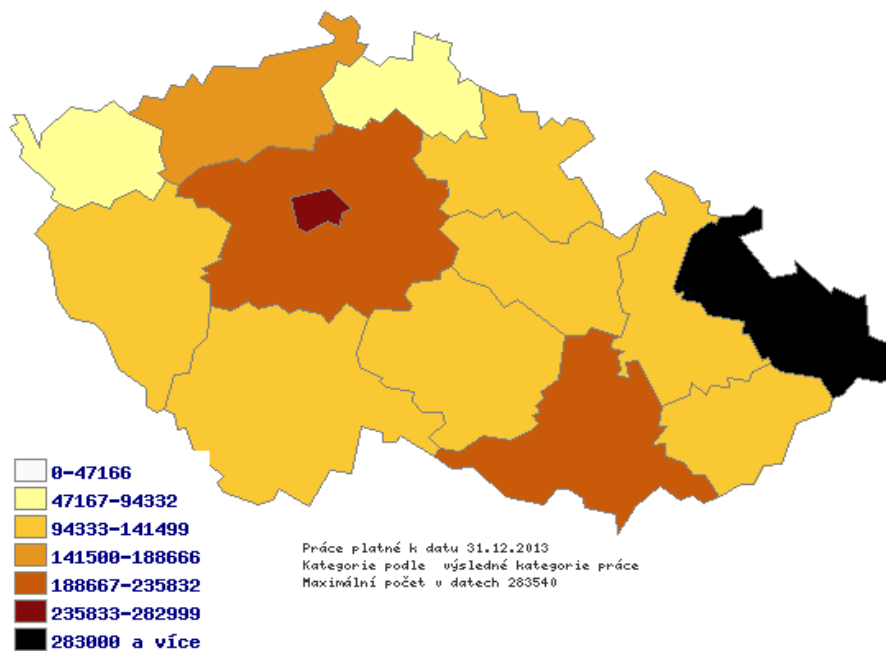 0-47166
47167-94332
94333-141499
141500-188666
188667-235832
235833-282999
283000 a více
Práce platné k datu 31.12.2013
Kategorie podle výsledné kategorie práce
Maximální počet v datech 283540